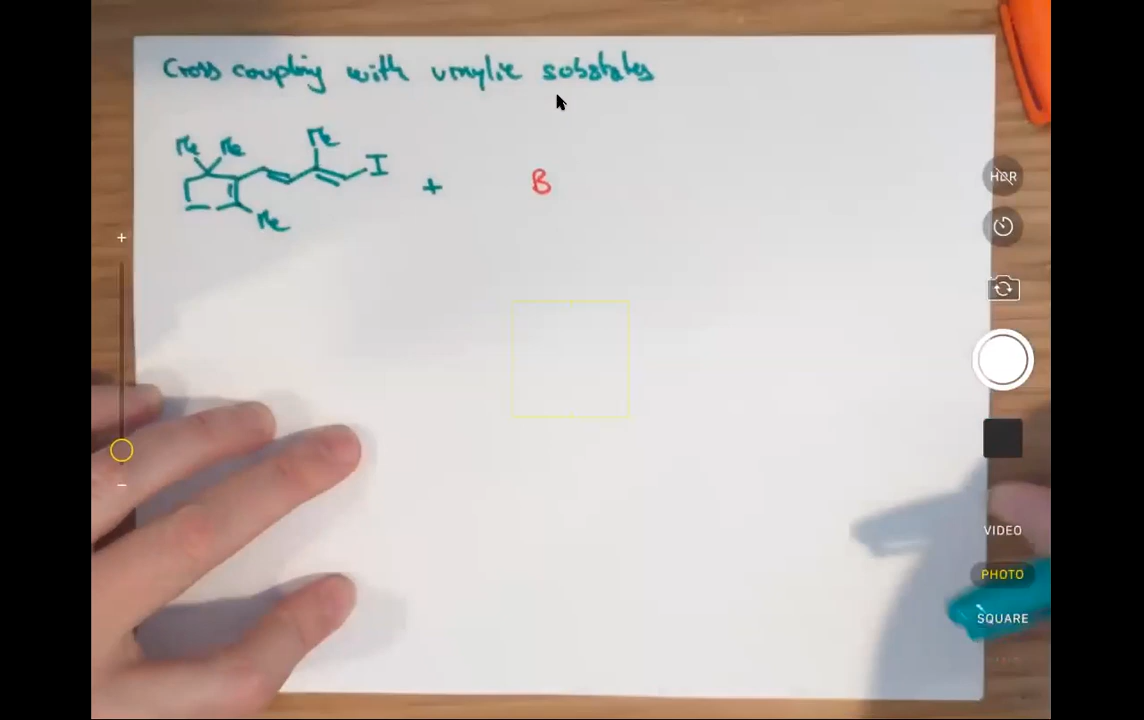 Cross coupling with vinylic substrates
Me Me Me I
+ B
Me
HDR
+
−
VIDEO
PHOTO
SQUARE